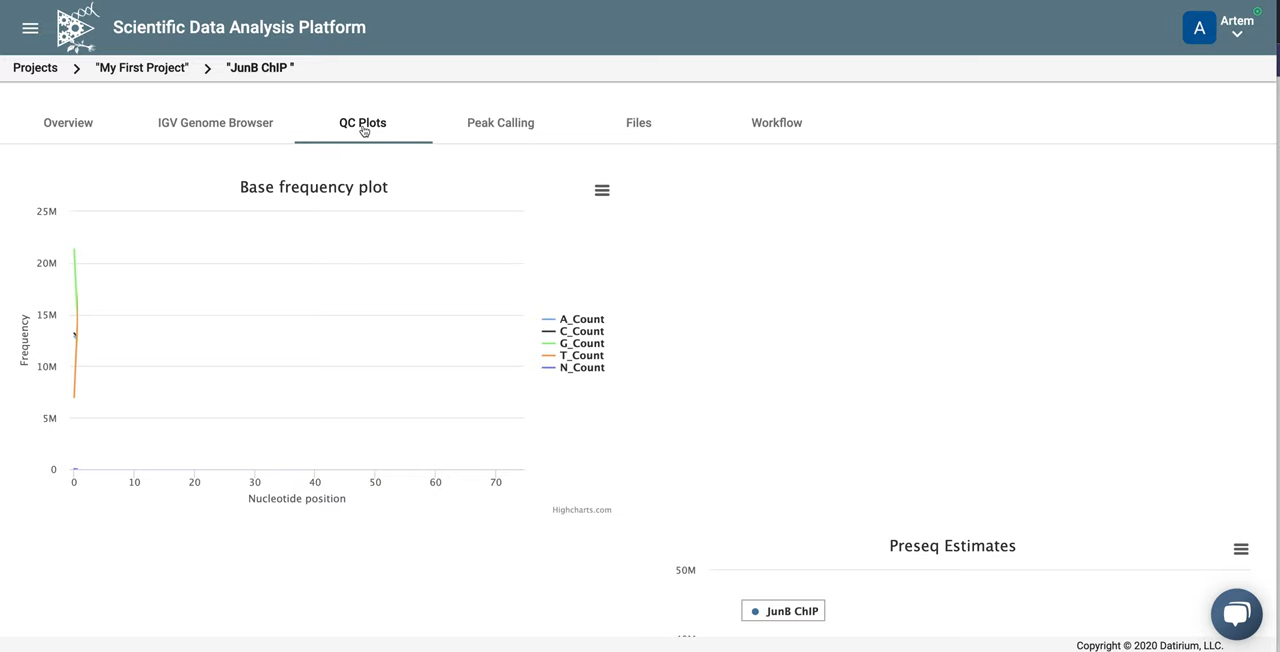 Scientific Data Analysis Platform
A
Artem
Projects
"My First Project"
"JunB ChIP "
Overview
IGV Genome Browser
QC Plots
Peak Calling
Files
Workflow
Base frequency plot
25M
20M
15M
10M
5M
0
Frequency
0 10 20 30 40 50 60 70
Nucleotide position
A_Count
C_Count
G_Count
T_Count
N_Count
Highcharts.com
Preseq Estimates
50M
JunB ChIP
Copyright © 2020 Datirium, LLC.